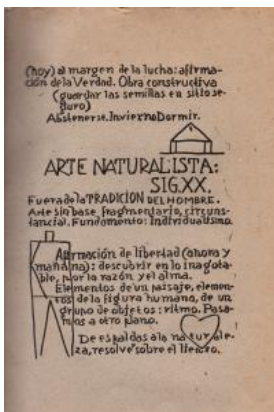 (hoy) al margen de la lucha: afirma-
ción de la Verdad. Obra constructiva
(guardar las semillas en sitio se-
guro)
Abstenerse. Invierno Dormir.
ARTE NATURALISTA:
SIG.XX.
Fuera de la TRADICION DEL HOMBRE.
Arte sin base, fragmentario, circuns-
tancial. Fundamento: Individualismo.
Afirmación de libertad (ahora y
mañana): descubrir en lo inagota-
ble, por la razón y el alma.
Elementos de un paisaje, elemen-
tos de la figura humana, de un
grupo de objetos: ritmo. Pasa-
mos a otro plano.
De espaldas a la natura-
leza, resolver sobre el lienzo.